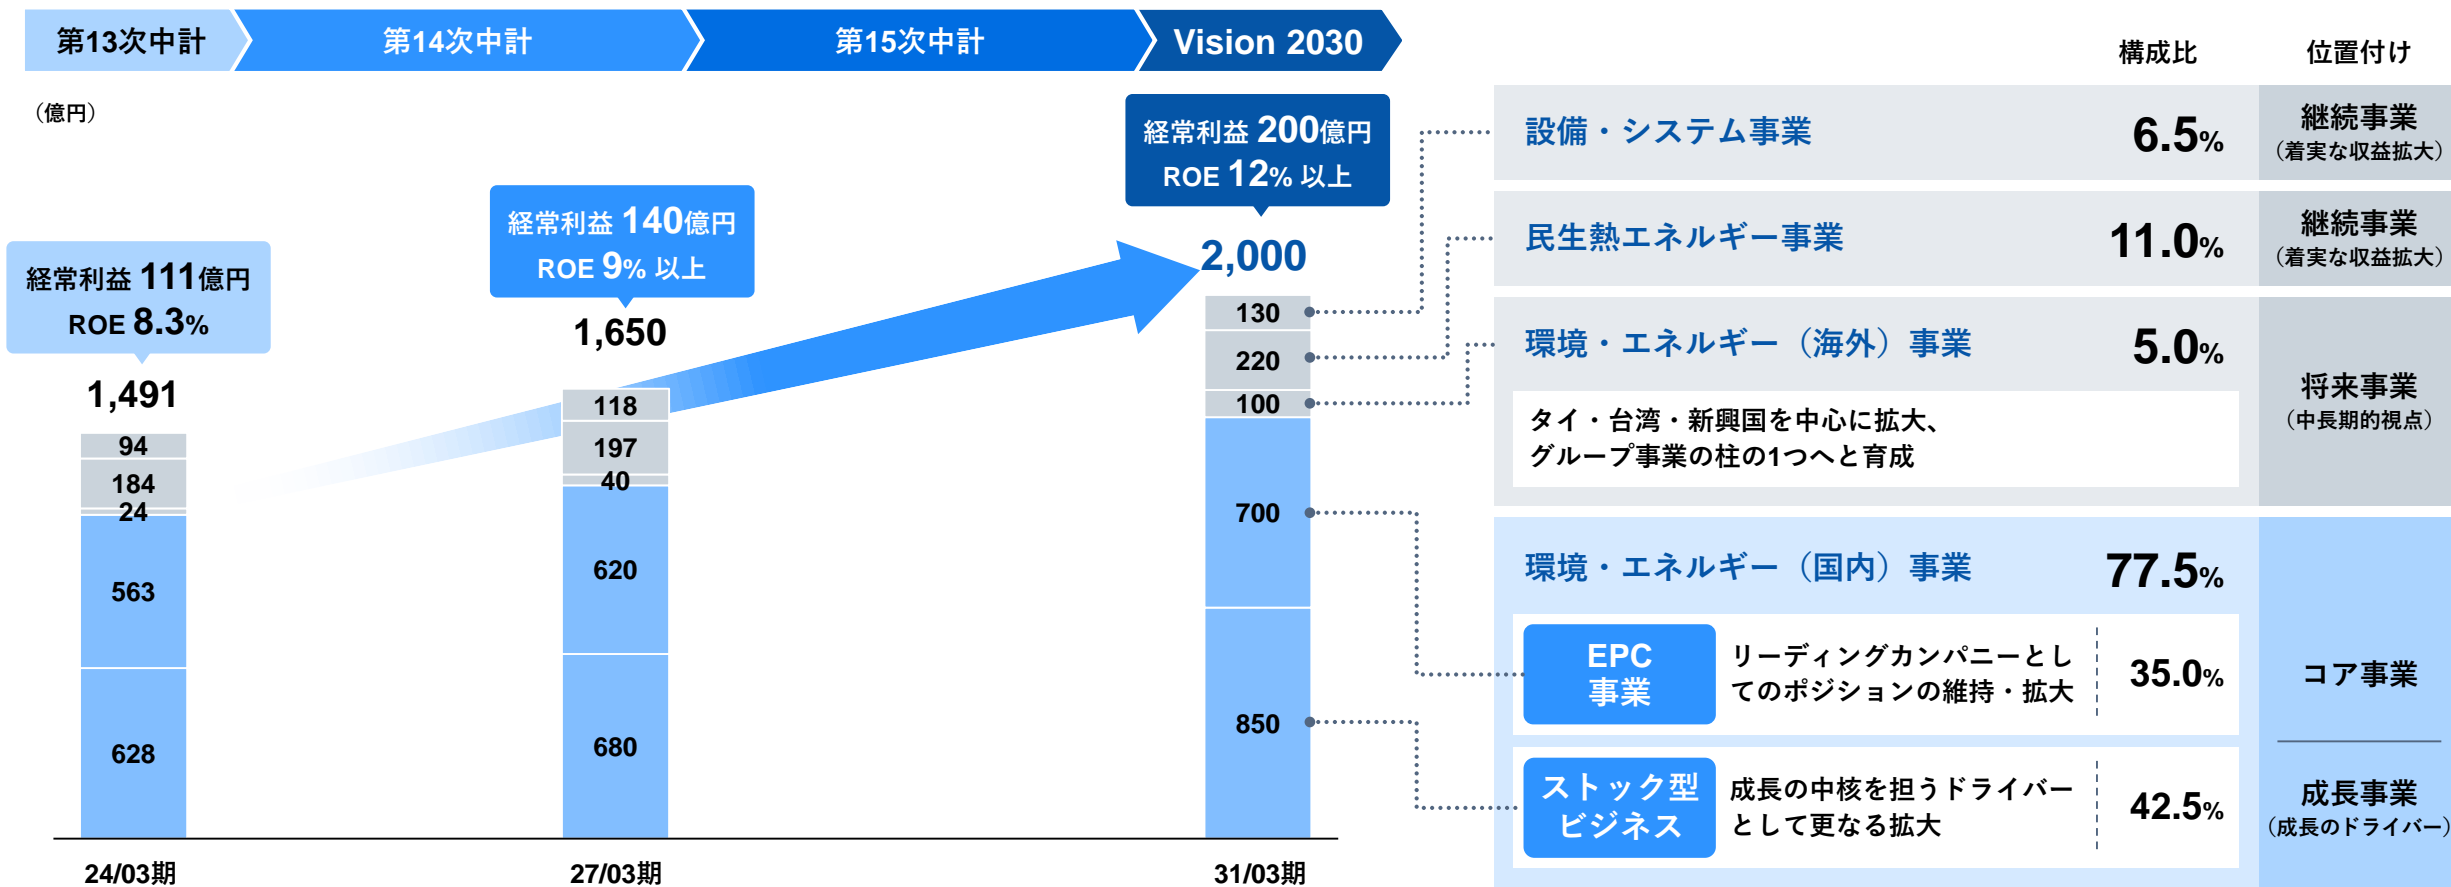 第13次中計
第14次中計
第15次中計
Vision 2030
（億円）
経常利益 111億円
ROE 8.3%
1,491
94
184
24
563
628
24/03期
経常利益 140億円
ROE 9% 以上
1,650
118
197
40
620
680
27/03期
経常利益 200億円
ROE 12% 以上
2,000
130
220
100
700
850
31/03期
構成比
位置付け
設備・システム事業
6.5%
継続事業
（着実な収益拡大）
民生熱エネルギー事業
11.0%
継続事業
（着実な収益拡大）
環境・エネルギー（海外）事業
5.0%
タイ・台湾・新興国を中心に拡大、
グループ事業の柱の1つへと育成
将来事業
（中長期的視点）
環境・エネルギー（国内）事業
77.5%
EPC
事業
リーディングカンパニーとし
てのポジションの維持・拡大
35.0%
コア事業
ストック型
ビジネス
成長の中核を担うドライバー
として更なる拡大
42.5%
成長事業
（成長のドライバー）